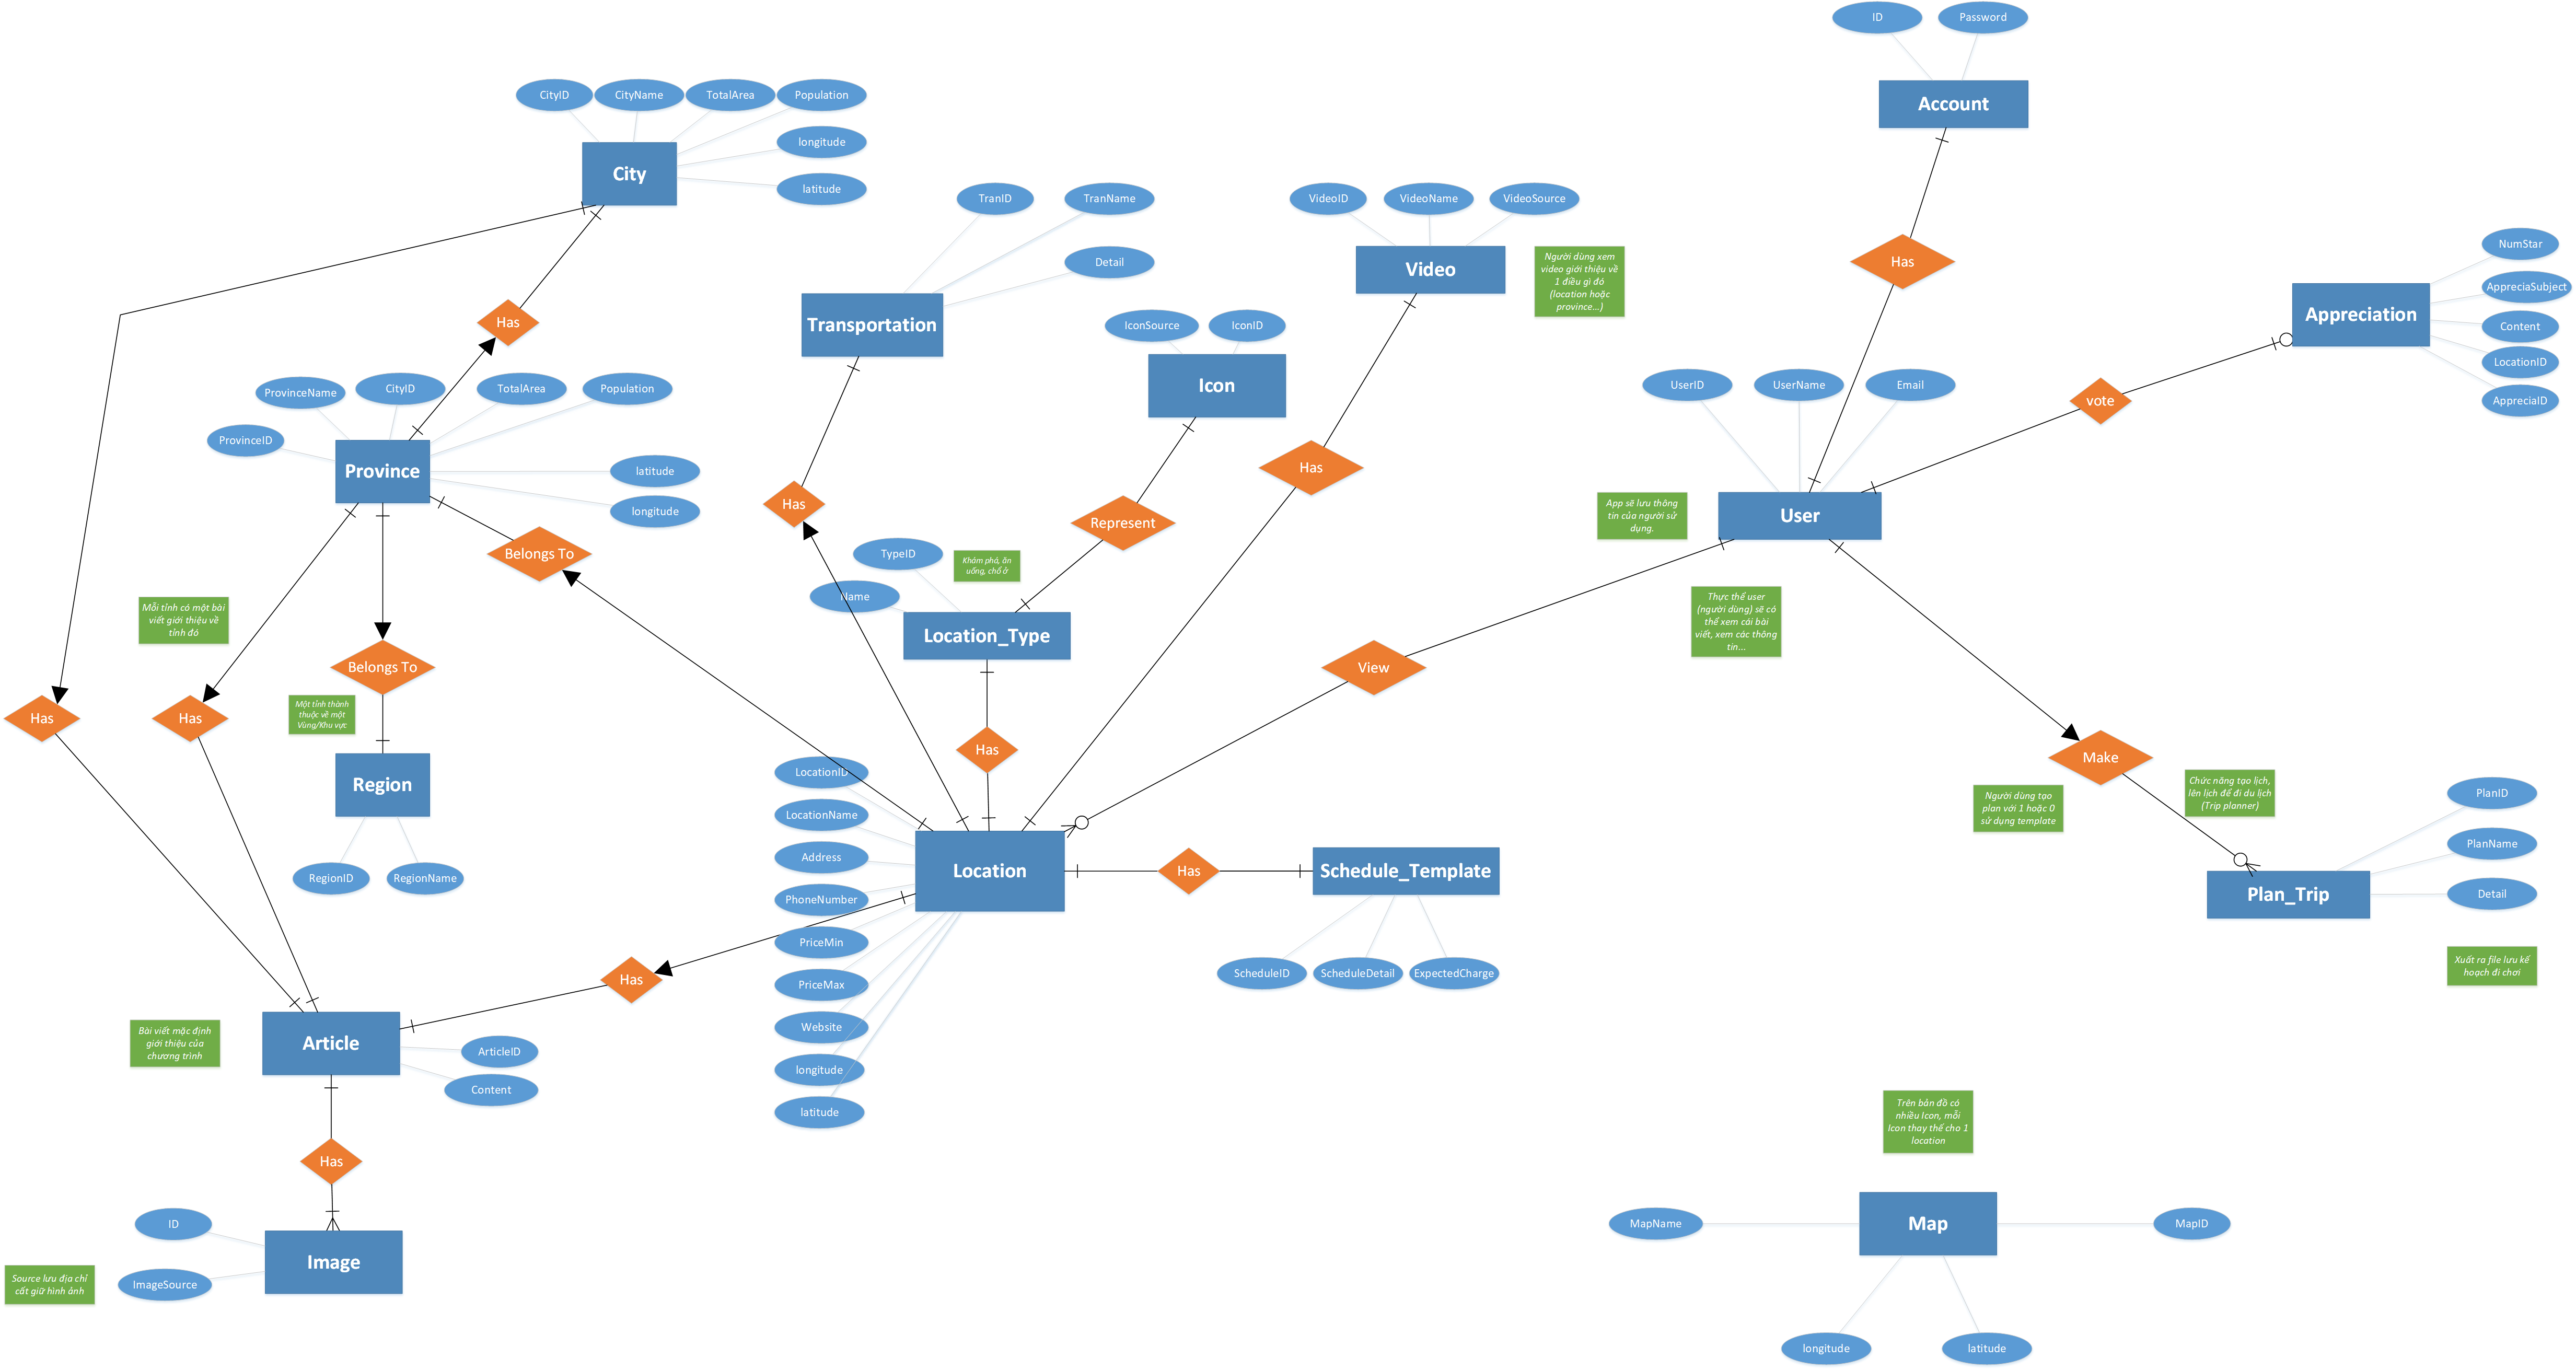 ID
Password
Account
CityID
CityName
TotalArea
Population
longitude
latitude
City
TranID
TranName
Detail
Transportation
VideoID
VideoName
VideoSource
Video
Người dùng xem
video giới thiệu về
1 điều gì đó
(location hoặc
province...)
Has
NumStar
AppreciaSubject
Content
LocationID
AppreciaID
Appreciation
Has
IconSource
IconID
Icon
ProvinceName
CityID
TotalArea
Population
ProvinceID
Province
latitude
longitude
UserID
UserName
Email
vote
Has
Has
Represent
App sẽ lưu thông
tin của người sử
dụng.
User
Belongs To
TypeID
Khám phá, ăn
uống, chỗ ở
Name
Location_Type
Thực thể user
(người dùng) sẽ có
thể xem cái bài
viết, xem các thông
tin...
Mỗi tỉnh có một bài
viết giới thiệu về
tỉnh đó
Belongs To
View
Has
Has
Một tỉnh thành
thuộc về một
Vùng/Khu vực
Has
Make
Region
RegionID
RegionName
LocationID
LocationName
Address
PhoneNumber
PriceMin
PriceMax
Website
longitude
latitude
Location
Has
Schedule_Template
ScheduleID
ScheduleDetail
ExpectedCharge
Người dùng tạo
plan với 1 hoặc 0
sử dụng template
Chức năng tạo lịch,
lên lịch để đi du lịch
(Trip planner)
PlanID
PlanName
Detail
Plan_Trip
Xuất ra file lưu kế
hoạch đi chơi
Has
Bài viết mặc định
giới thiệu của
chương trình
Article
ArticleID
Content
Has
ID
ImageSource
Image
Source lưu địa chỉ
cất giữ hình ảnh
Trên bản đồ có
nhiều Icon, mỗi
Icon thay thế cho 1
location
MapName
Map
MapID
longitude
latitude